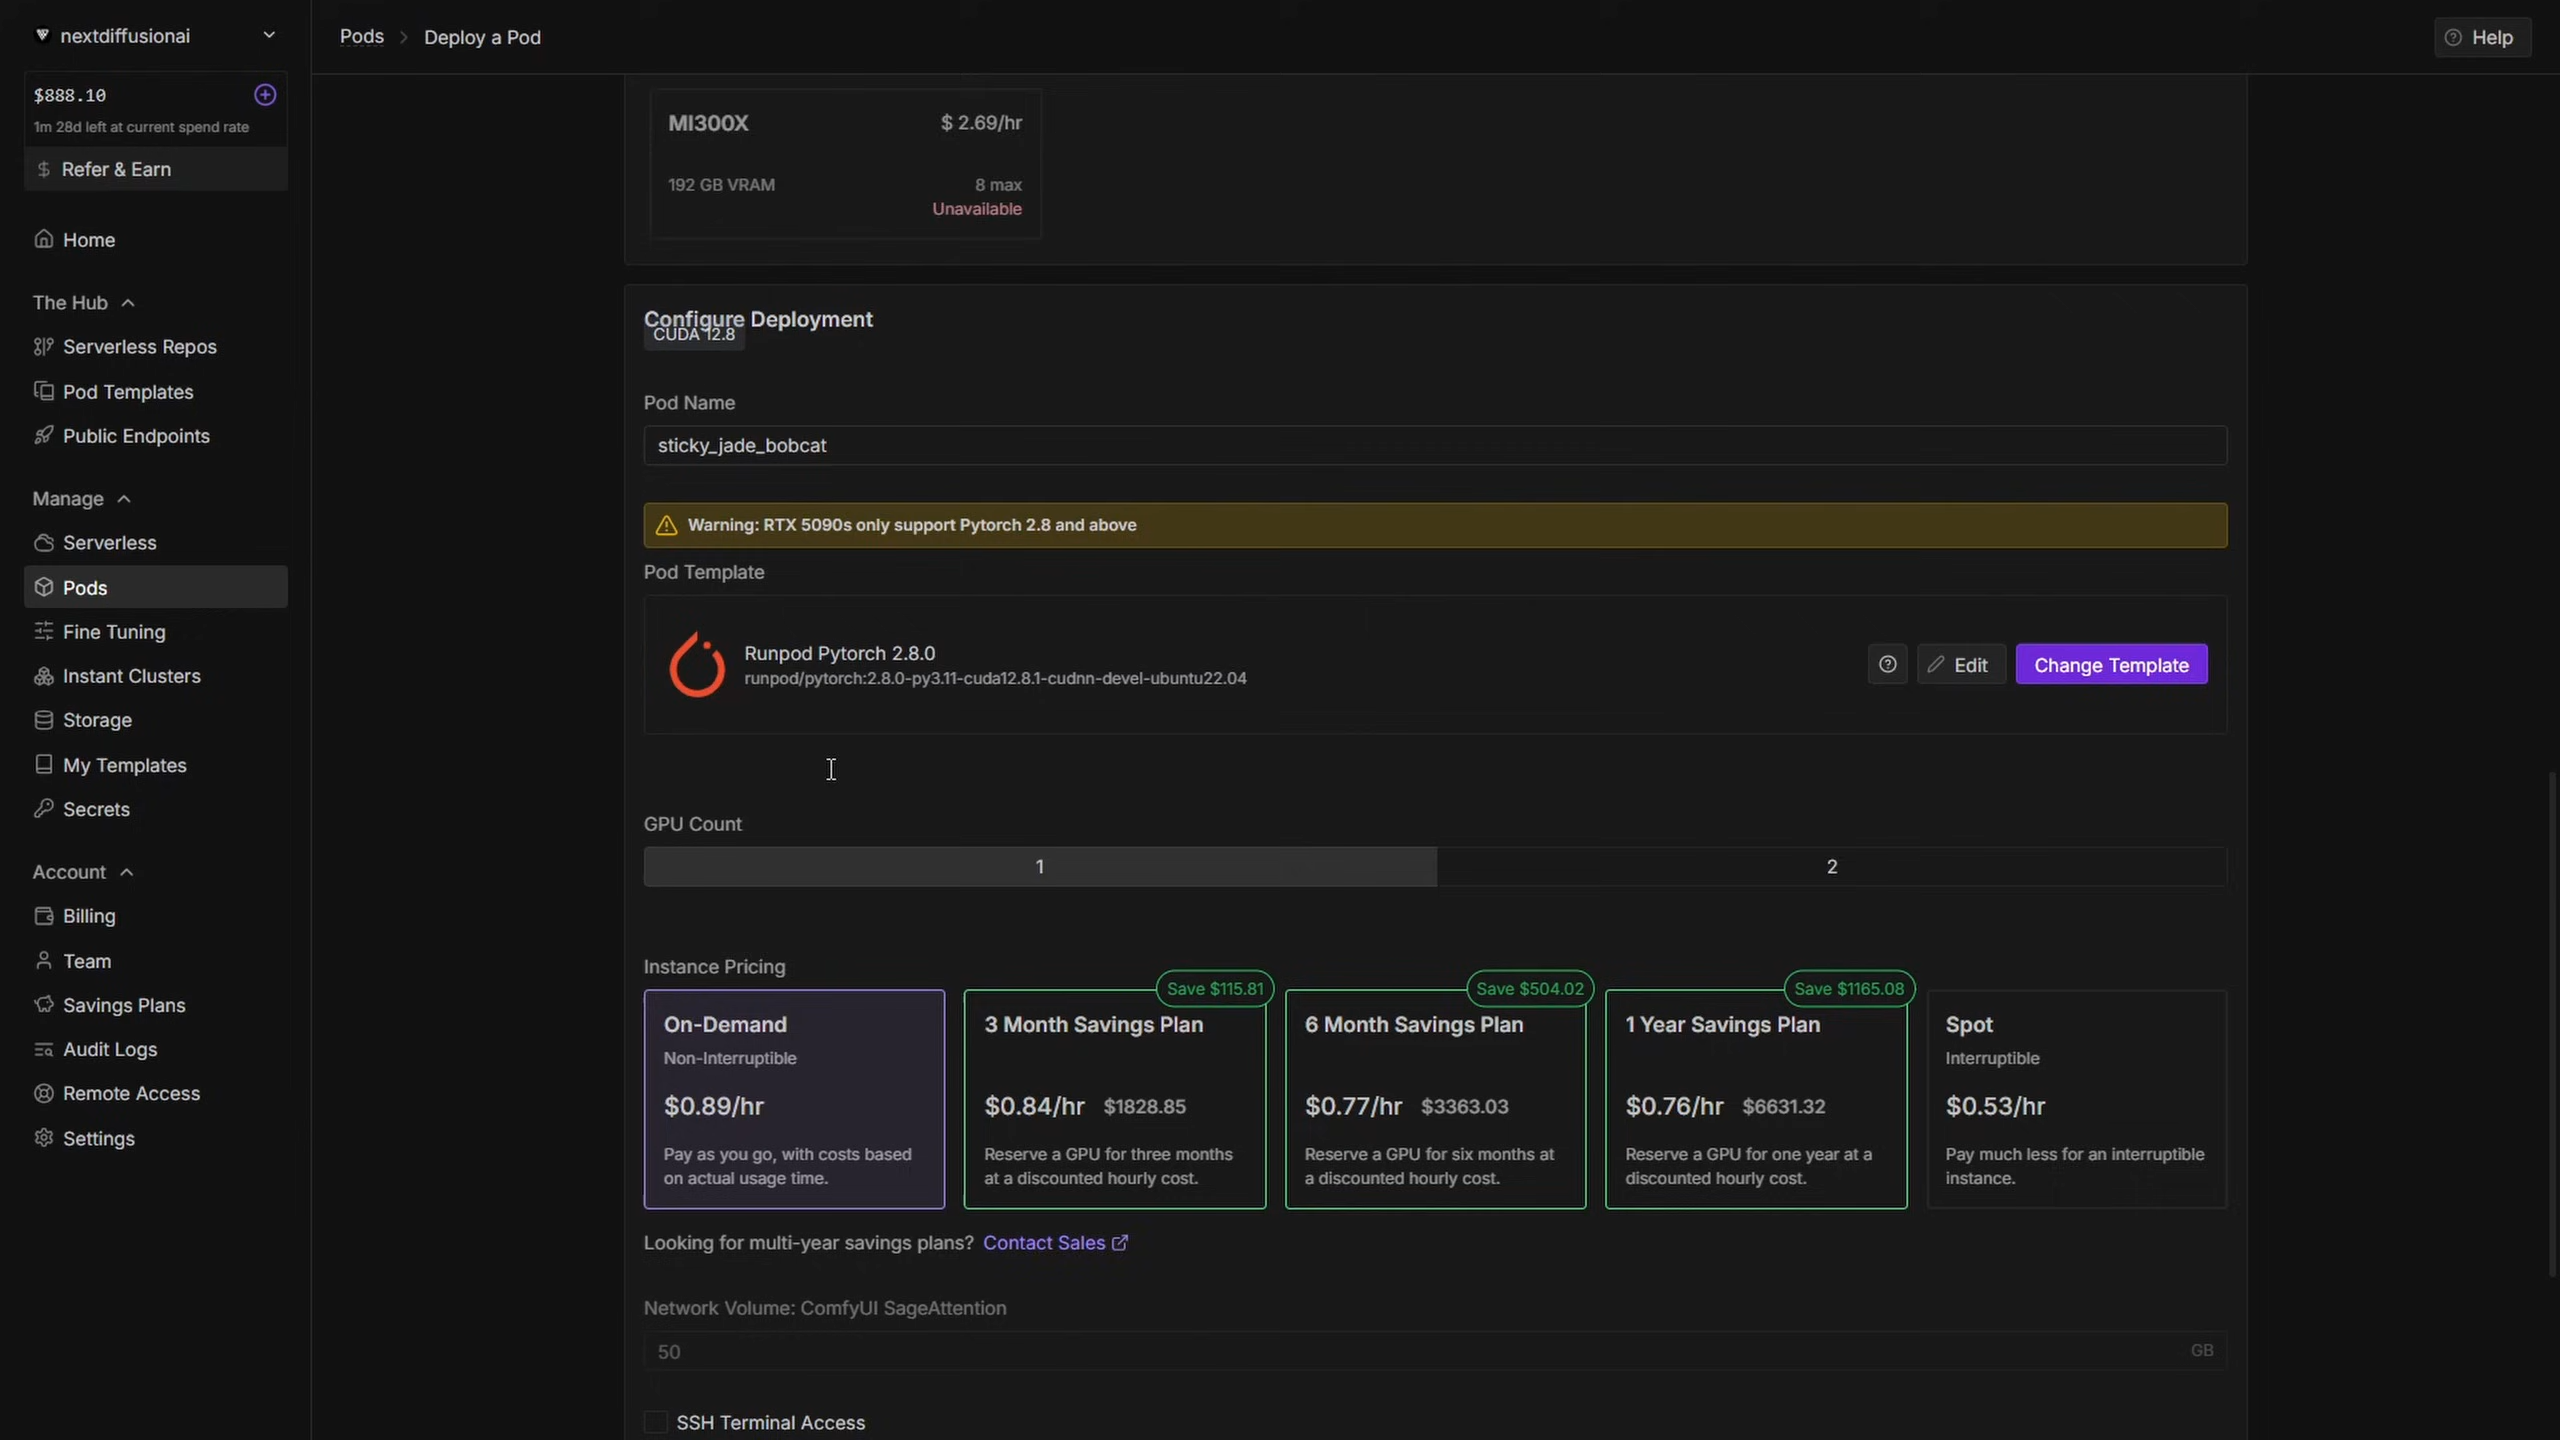 nextdiffusionai
$888.10
1m 28d left at current spend rate
Refer & Earn
Home
The Hub
Serverless Repos
Pod Templates
Public Endpoints
Manage
Serverless
Pods
Fine Tuning
Instant Clusters
Storage
My Templates
Secrets
Account
Billing
Team
Savings Plans
Audit Logs
Remote Access
Settings
Pods > Deploy a Pod
Help
MI300X $ 2.69/hr
192 GB VRAM 8 max
Unavailable
Configure Deployment
CUDA 12.8
Pod Name
sticky_jade_bobcat
Warning: RTX 5090s only support Pytorch 2.8 and above
Pod Template
Runpod Pytorch 2.8.0
runpod/pytorch:2.8.0-py3.11-cuda12.8.1-cudnn-devel-ubuntu22.04
Edit
Change Template
GPU Count
1 2
Instance Pricing
On-Demand
Non-Interruptible
$0.89/hr
Pay as you go, with costs based
on actual usage time.
Save $115.81
3 Month Savings Plan
$0.84/hr $1828.85
Reserve a GPU for three months
at a discounted hourly cost.
Save $504.02
6 Month Savings Plan
$0.77/hr $3363.03
Reserve a GPU for six months at
a discounted hourly cost.
Save $1165.08
1 Year Savings Plan
$0.76/hr $6631.32
Reserve a GPU for one year at a
discounted hourly cost.
Spot
Interruptible
$0.53/hr
Pay much less for an interruptible
instance.
Looking for multi-year savings plans? Contact Sales
Network Volume: ComfyUI SageAttention
50 GB
SSH Terminal Access